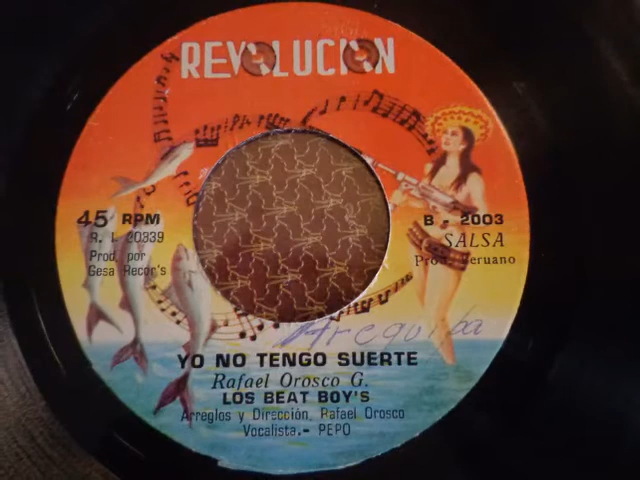 REVOLUCION
45 RPM
R. I. 20339
Prod. por
Gesa Recor's
B - 2003
SALSA
Prod. Peruano
Arequiba
YO NO TENGO SUERTE
Rafael Orosco G.
LOS BEAT BOY'S
Arreglos y Dirección, Rafael Orosco
Vocalista.- PEPO